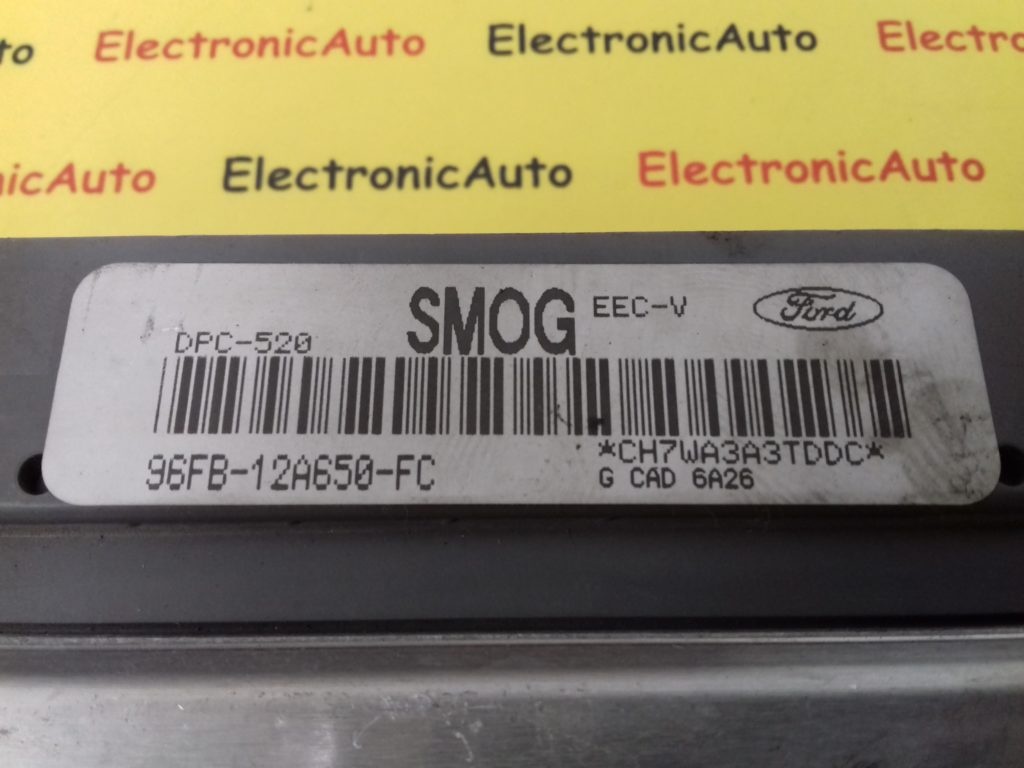 ElectronicAuto ElectronicAuto
ElectronicAuto ElectronicAuto
SMOG EEC-V Ford
DPC-520
*CH7WA3A3TDDC*
96FB-12A650-FC G CAD 6A26